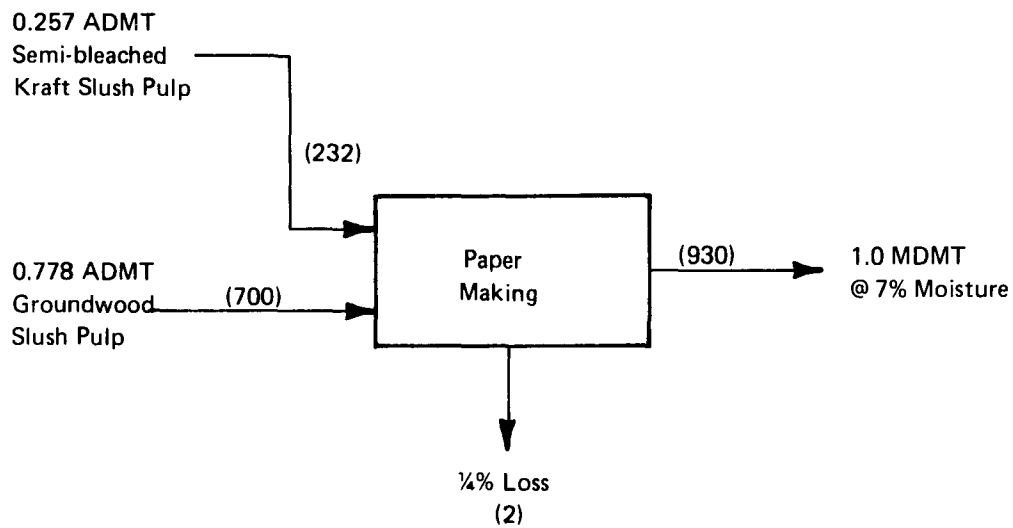 0.257 ADMT
Semi-bleached
Kraft Slush Pulp
(232)
0.778 ADMT
Groundwood
Slush Pulp
(700)
Paper
Making
(930)
1.0 MDMT
@ 7% Moisture
¼% Loss
(2)